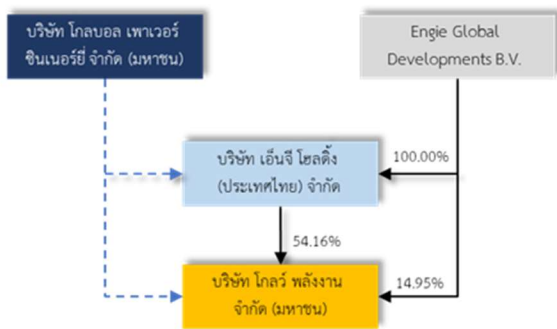 บริษัท โกลบอล เพาเวอร์
ซินเนอร์ยี่ จำกัด (มหาชน)
Engie Global
Developments B.V.
บริษัท เอ็นจี โฮลดิ้ง
(ประเทศไทย) จำกัด
100.00%
54.16%
บริษัท โกลว์ พลังงาน
จำกัด (มหาชน)
14.95%